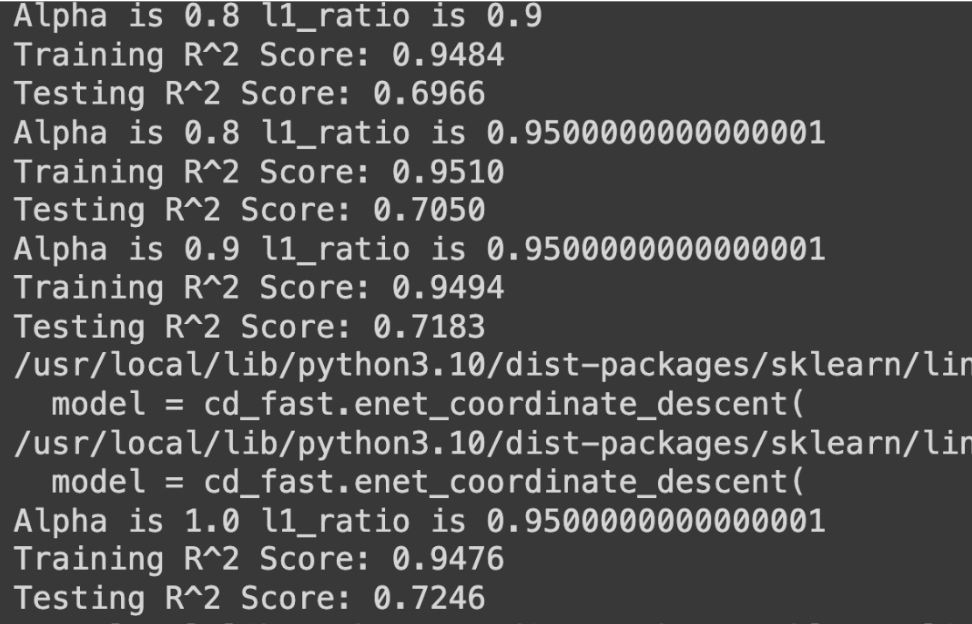 Alpha is 0.8 l1_ratio is 0.9
Training R^2 Score: 0.9484
Testing R^2 Score: 0.6966
Alpha is 0.8 l1_ratio is 0.9500000000000001
Training R^2 Score: 0.9510
Testing R^2 Score: 0.7050
Alpha is 0.9 l1_ratio is 0.9500000000000001
Training R^2 Score: 0.9494
Testing R^2 Score: 0.7183
/usr/local/lib/python3.10/dist-packages/sklearn/lin
  model = cd_fast.enet_coordinate_descent(
/usr/local/lib/python3.10/dist-packages/sklearn/lin
  model = cd_fast.enet_coordinate_descent(
Alpha is 1.0 l1_ratio is 0.9500000000000001
Training R^2 Score: 0.9476
Testing R^2 Score: 0.7246